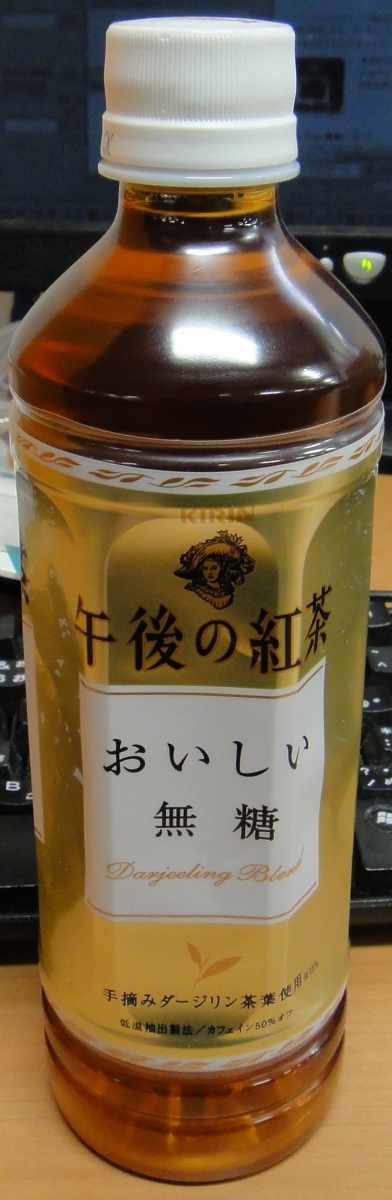 KIRIN
午後の紅茶
おいしい
無糖
Darjeeling Blend
手摘みダージリン茶葉使用
低温抽出製法/カフェイン50%オフ